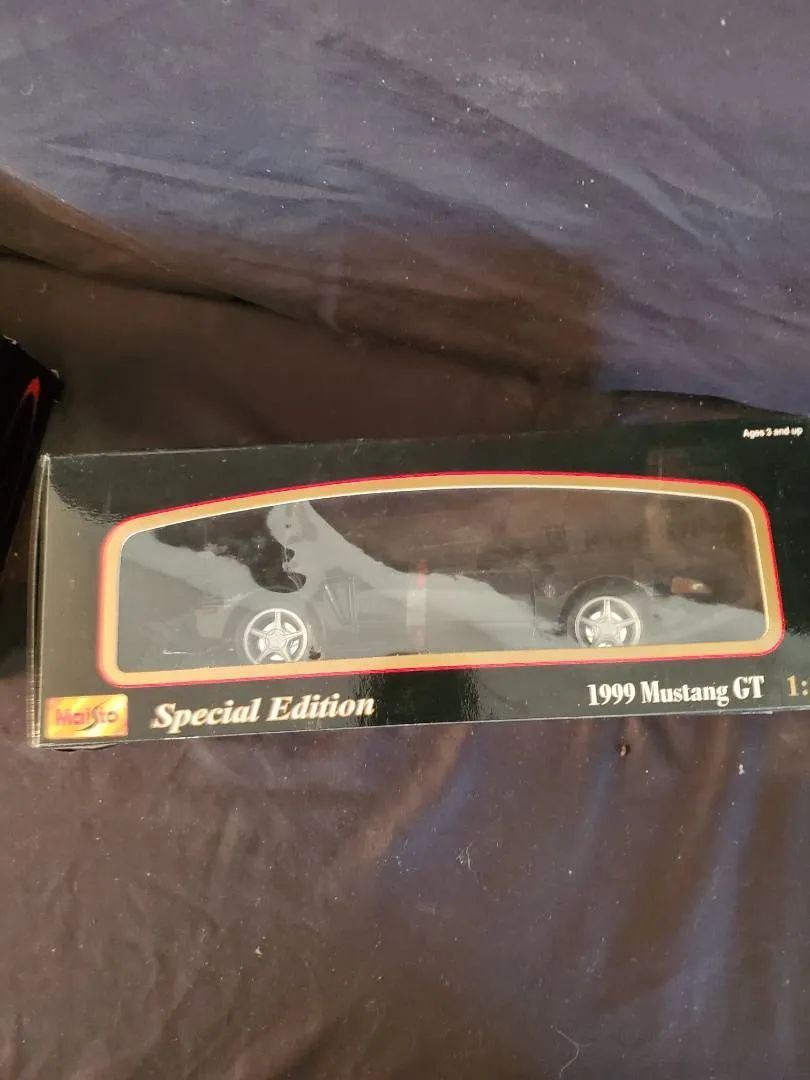 Ages 3 and up
Maisto
Special Edition
1999 Mustang GT
1: